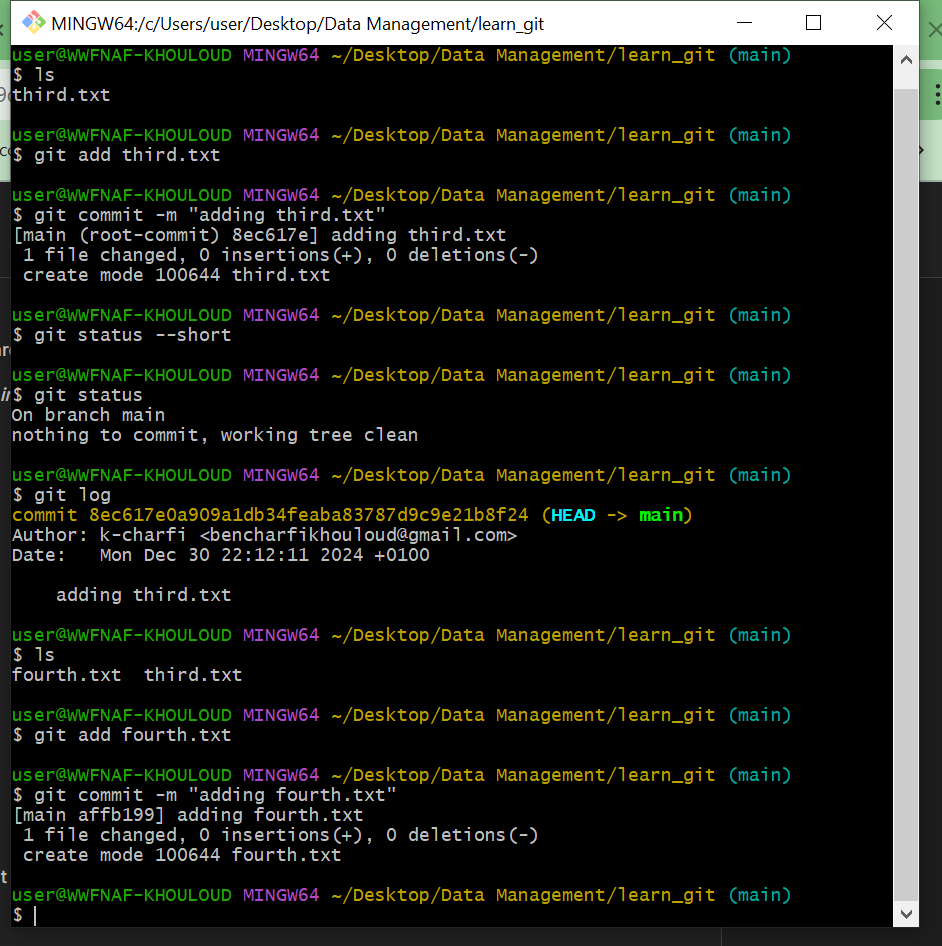 MINGW64:/c/Users/user/Desktop/Data Management/learn_git
user@WWFNAF-KHOULOUD MINGW64 ~/Desktop/Data Management/learn_git (main)
$ ls
third.txt
user@WWFNAF-KHOULOUD MINGW64 ~/Desktop/Data Management/learn_git (main)
$ git add third.txt
user@WWFNAF-KHOULOUD MINGW64 ~/Desktop/Data Management/learn_git (main)
$ git commit -m "adding third.txt"
[main (root-commit) 8ec617e] adding third.txt
 1 file changed, 0 insertions(+), 0 deletions(-)
 create mode 100644 third.txt
user@WWFNAF-KHOULOUD MINGW64 ~/Desktop/Data Management/learn_git (main)
$ git status --short
user@WWFNAF-KHOULOUD MINGW64 ~/Desktop/Data Management/learn_git (main)
$ git status
On branch main
nothing to commit, working tree clean
user@WWFNAF-KHOULOUD MINGW64 ~/Desktop/Data Management/learn_git (main)
$ git log
commit 8ec617e0a909a1db34feaba83787d9c9e21b8f24 (HEAD -> main)
Author: k-charfi <bencharfikhouloud@gmail.com>
Date:   Mon Dec 30 22:12:11 2024 +0100
    adding third.txt
user@WWFNAF-KHOULOUD MINGW64 ~/Desktop/Data Management/learn_git (main)
$ ls
fourth.txt  third.txt
user@WWFNAF-KHOULOUD MINGW64 ~/Desktop/Data Management/learn_git (main)
$ git add fourth.txt
user@WWFNAF-KHOULOUD MINGW64 ~/Desktop/Data Management/learn_git (main)
$ git commit -m "adding fourth.txt"
[main affb199] adding fourth.txt
 1 file changed, 0 insertions(+), 0 deletions(-)
 create mode 100644 fourth.txt
user@WWFNAF-KHOULOUD MINGW64 ~/Desktop/Data Management/learn_git (main)
$